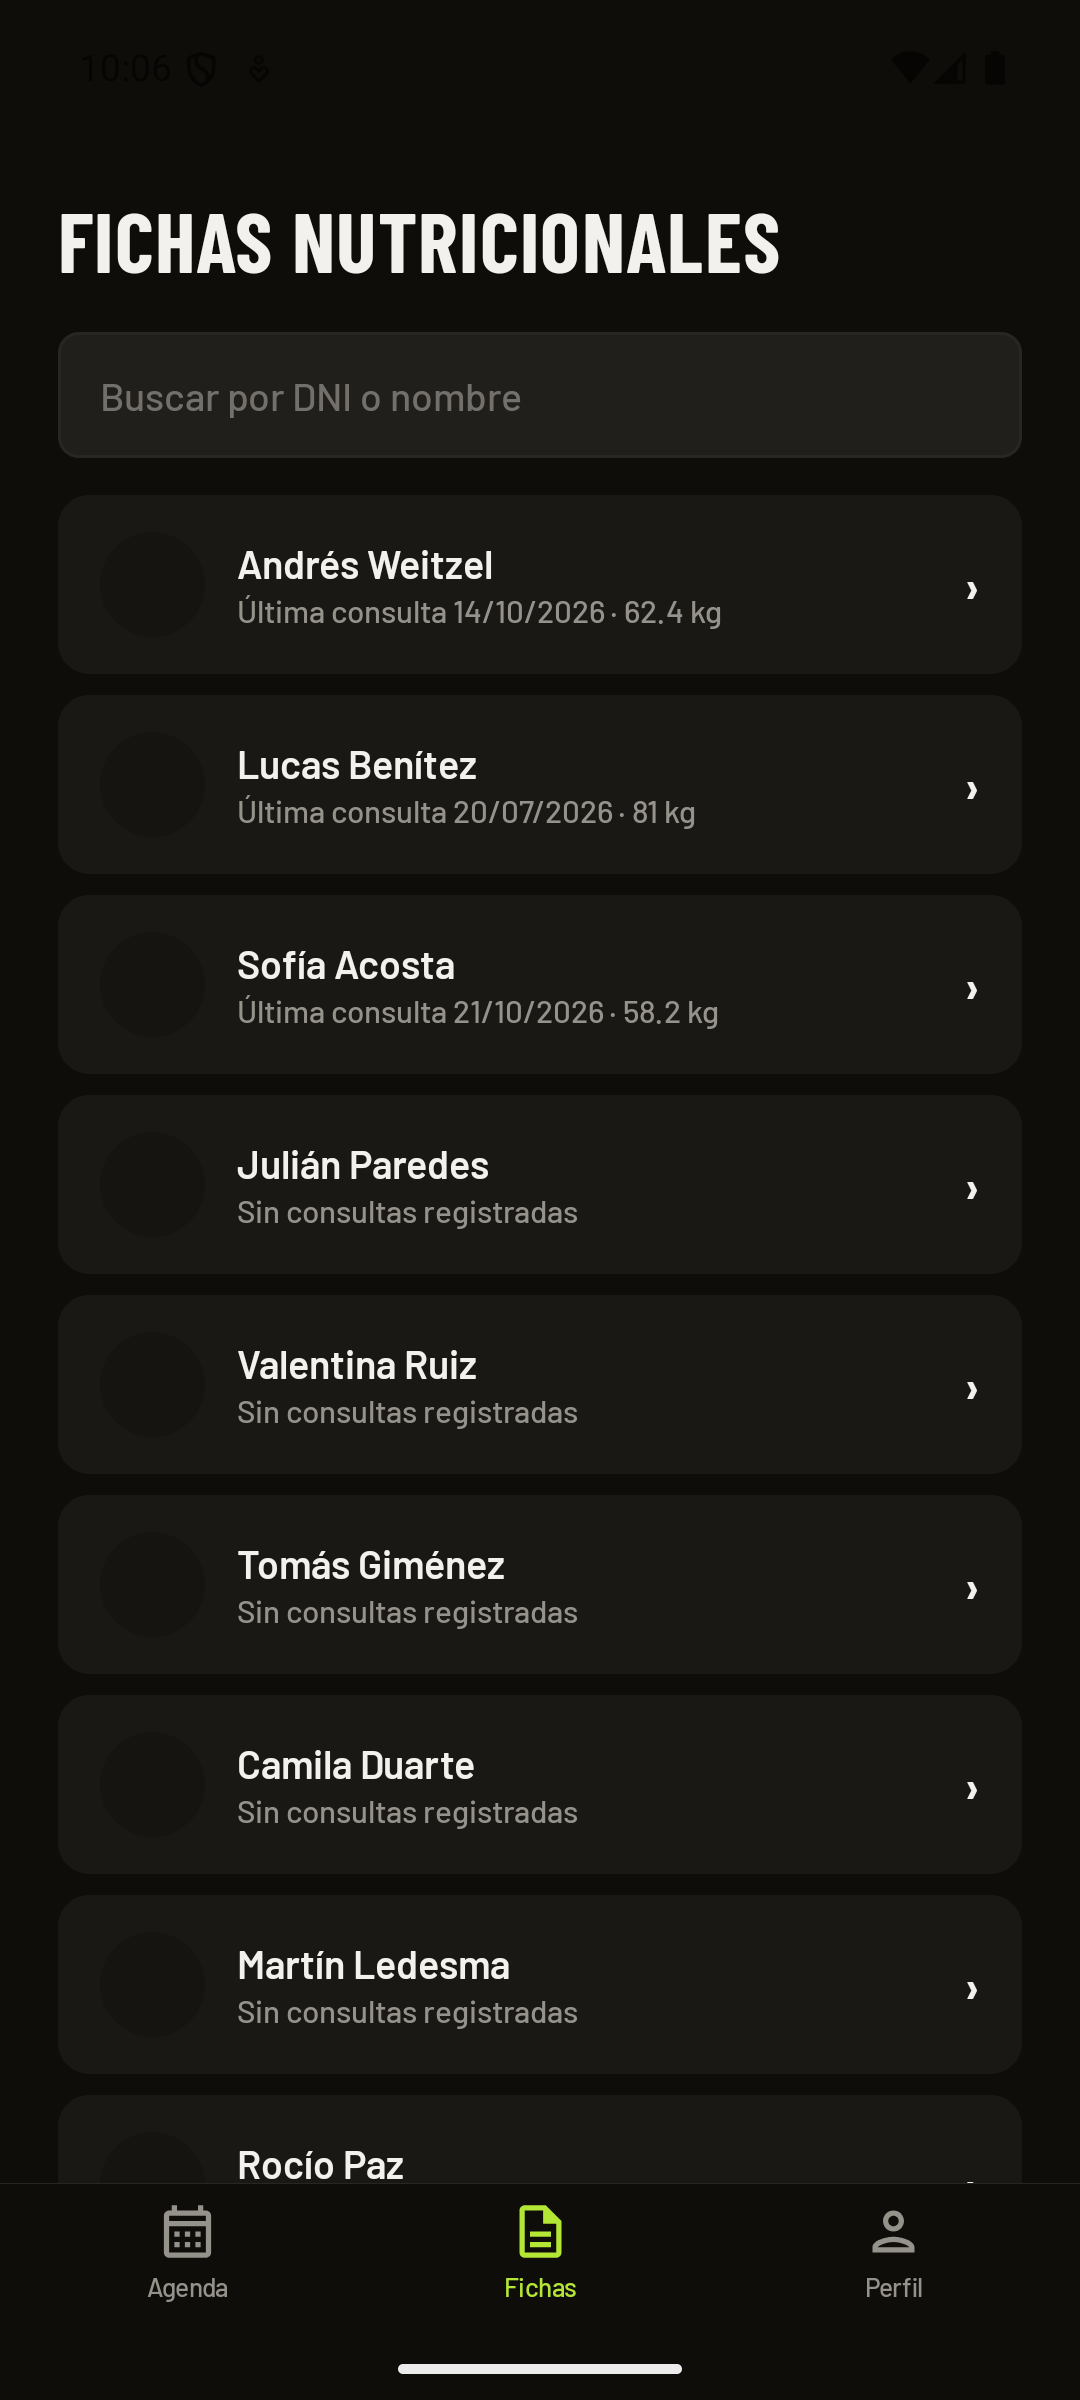 10:06
FICHAS NUTRICIONALES
Buscar por DNI o nombre
Andrés Weitzel
Última consulta 14/10/2026 · 62.4 kg
Lucas Benítez
Última consulta 20/07/2026 · 81 kg
Sofía Acosta
Última consulta 21/10/2026 · 58.2 kg
Julián Paredes
Sin consultas registradas
Valentina Ruiz
Sin consultas registradas
Tomás Giménez
Sin consultas registradas
Camila Duarte
Sin consultas registradas
Martín Ledesma
Sin consultas registradas
Rocío Paz
Agenda
Fichas
Perfil